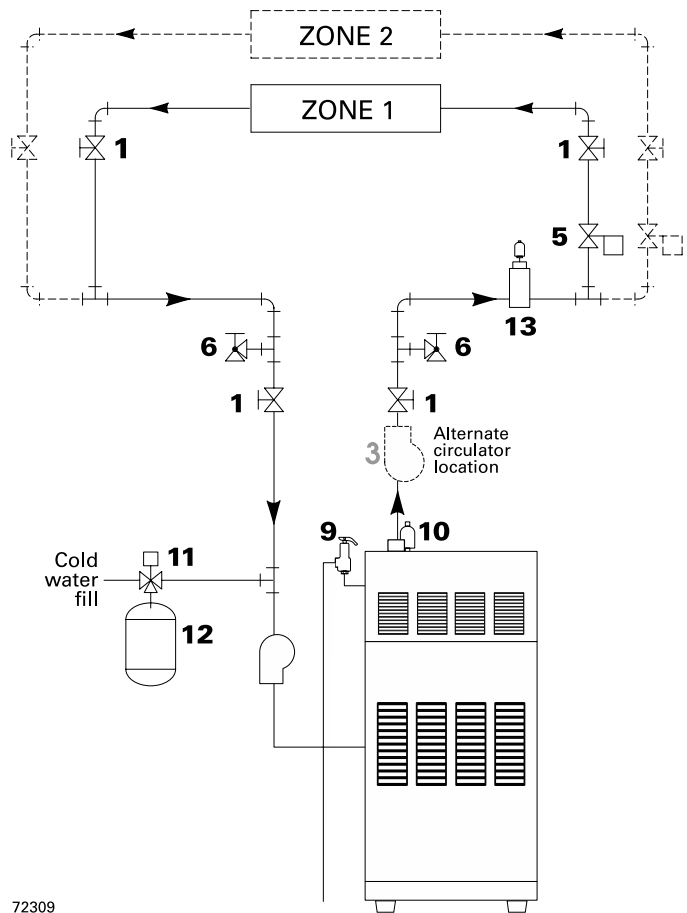 ZONE 2
ZONE 1
1
1
5
13
6
6
1
1
3
Alternate
circulator
location
9
10
11
Cold
water
fill
12
72309